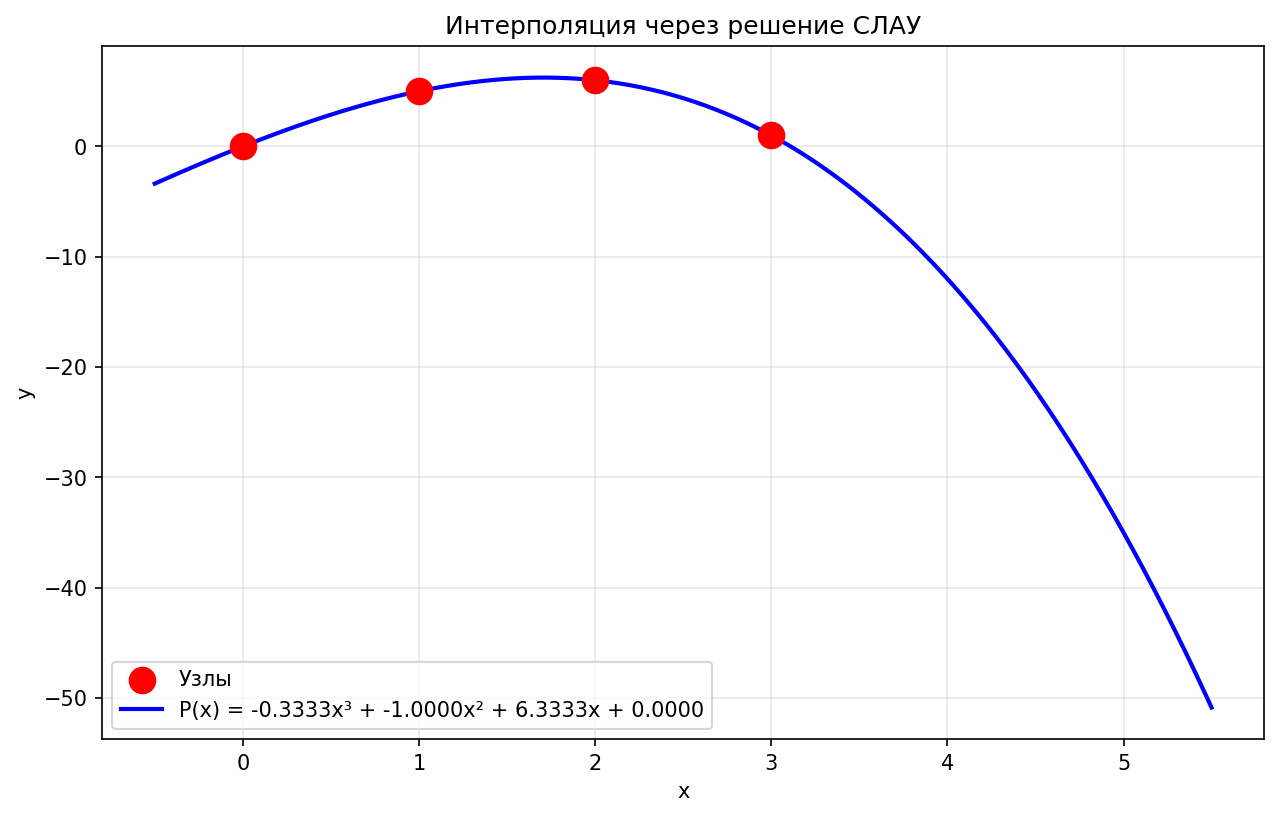 Интерполяция через решение СЛАУ
y
0
−10
−20
−30
−40
−50
Узлы
P(x) = -0.3333x³ + -1.0000x² + 6.3333x + 0.0000
0 1 2 3 4 5
x